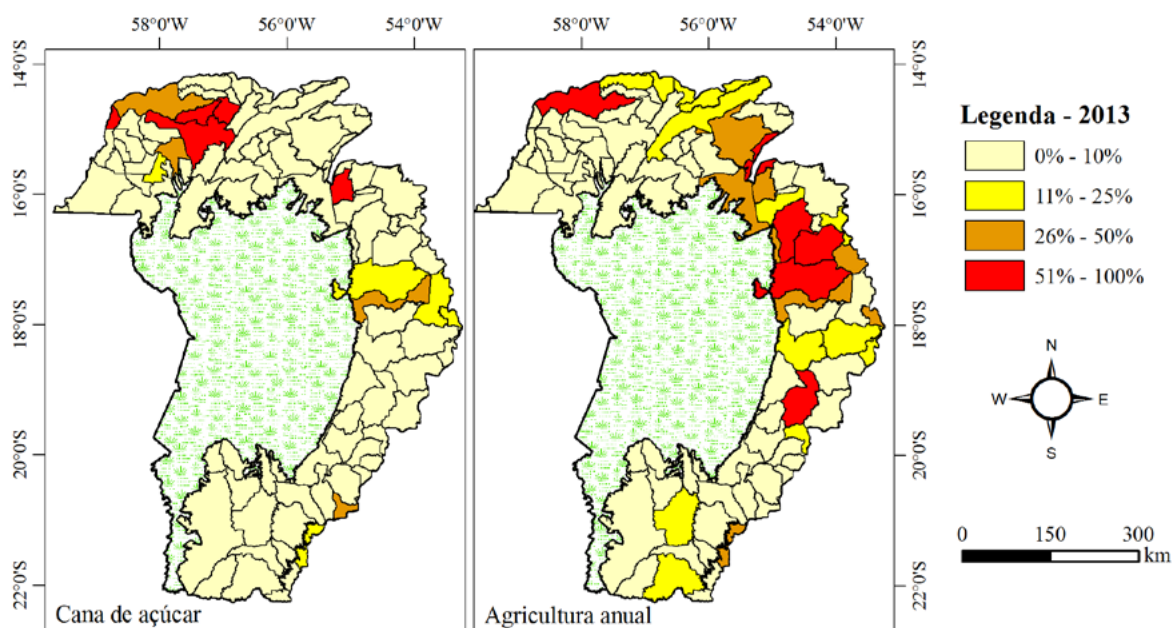 58°0'W 56°0'W 54°0'W
58°0'W 56°0'W 54°0'W
14°0'S
16°0'S
18°0'S
20°0'S
22°0'S
Cana de açúcar
Agricultura anual
14°0'S
16°0'S
18°0'S
20°0'S
22°0'S
Legenda - 2013
0% - 10%
11% - 25%
26% - 50%
51% - 100%
N
W E
S
0 150 300
km